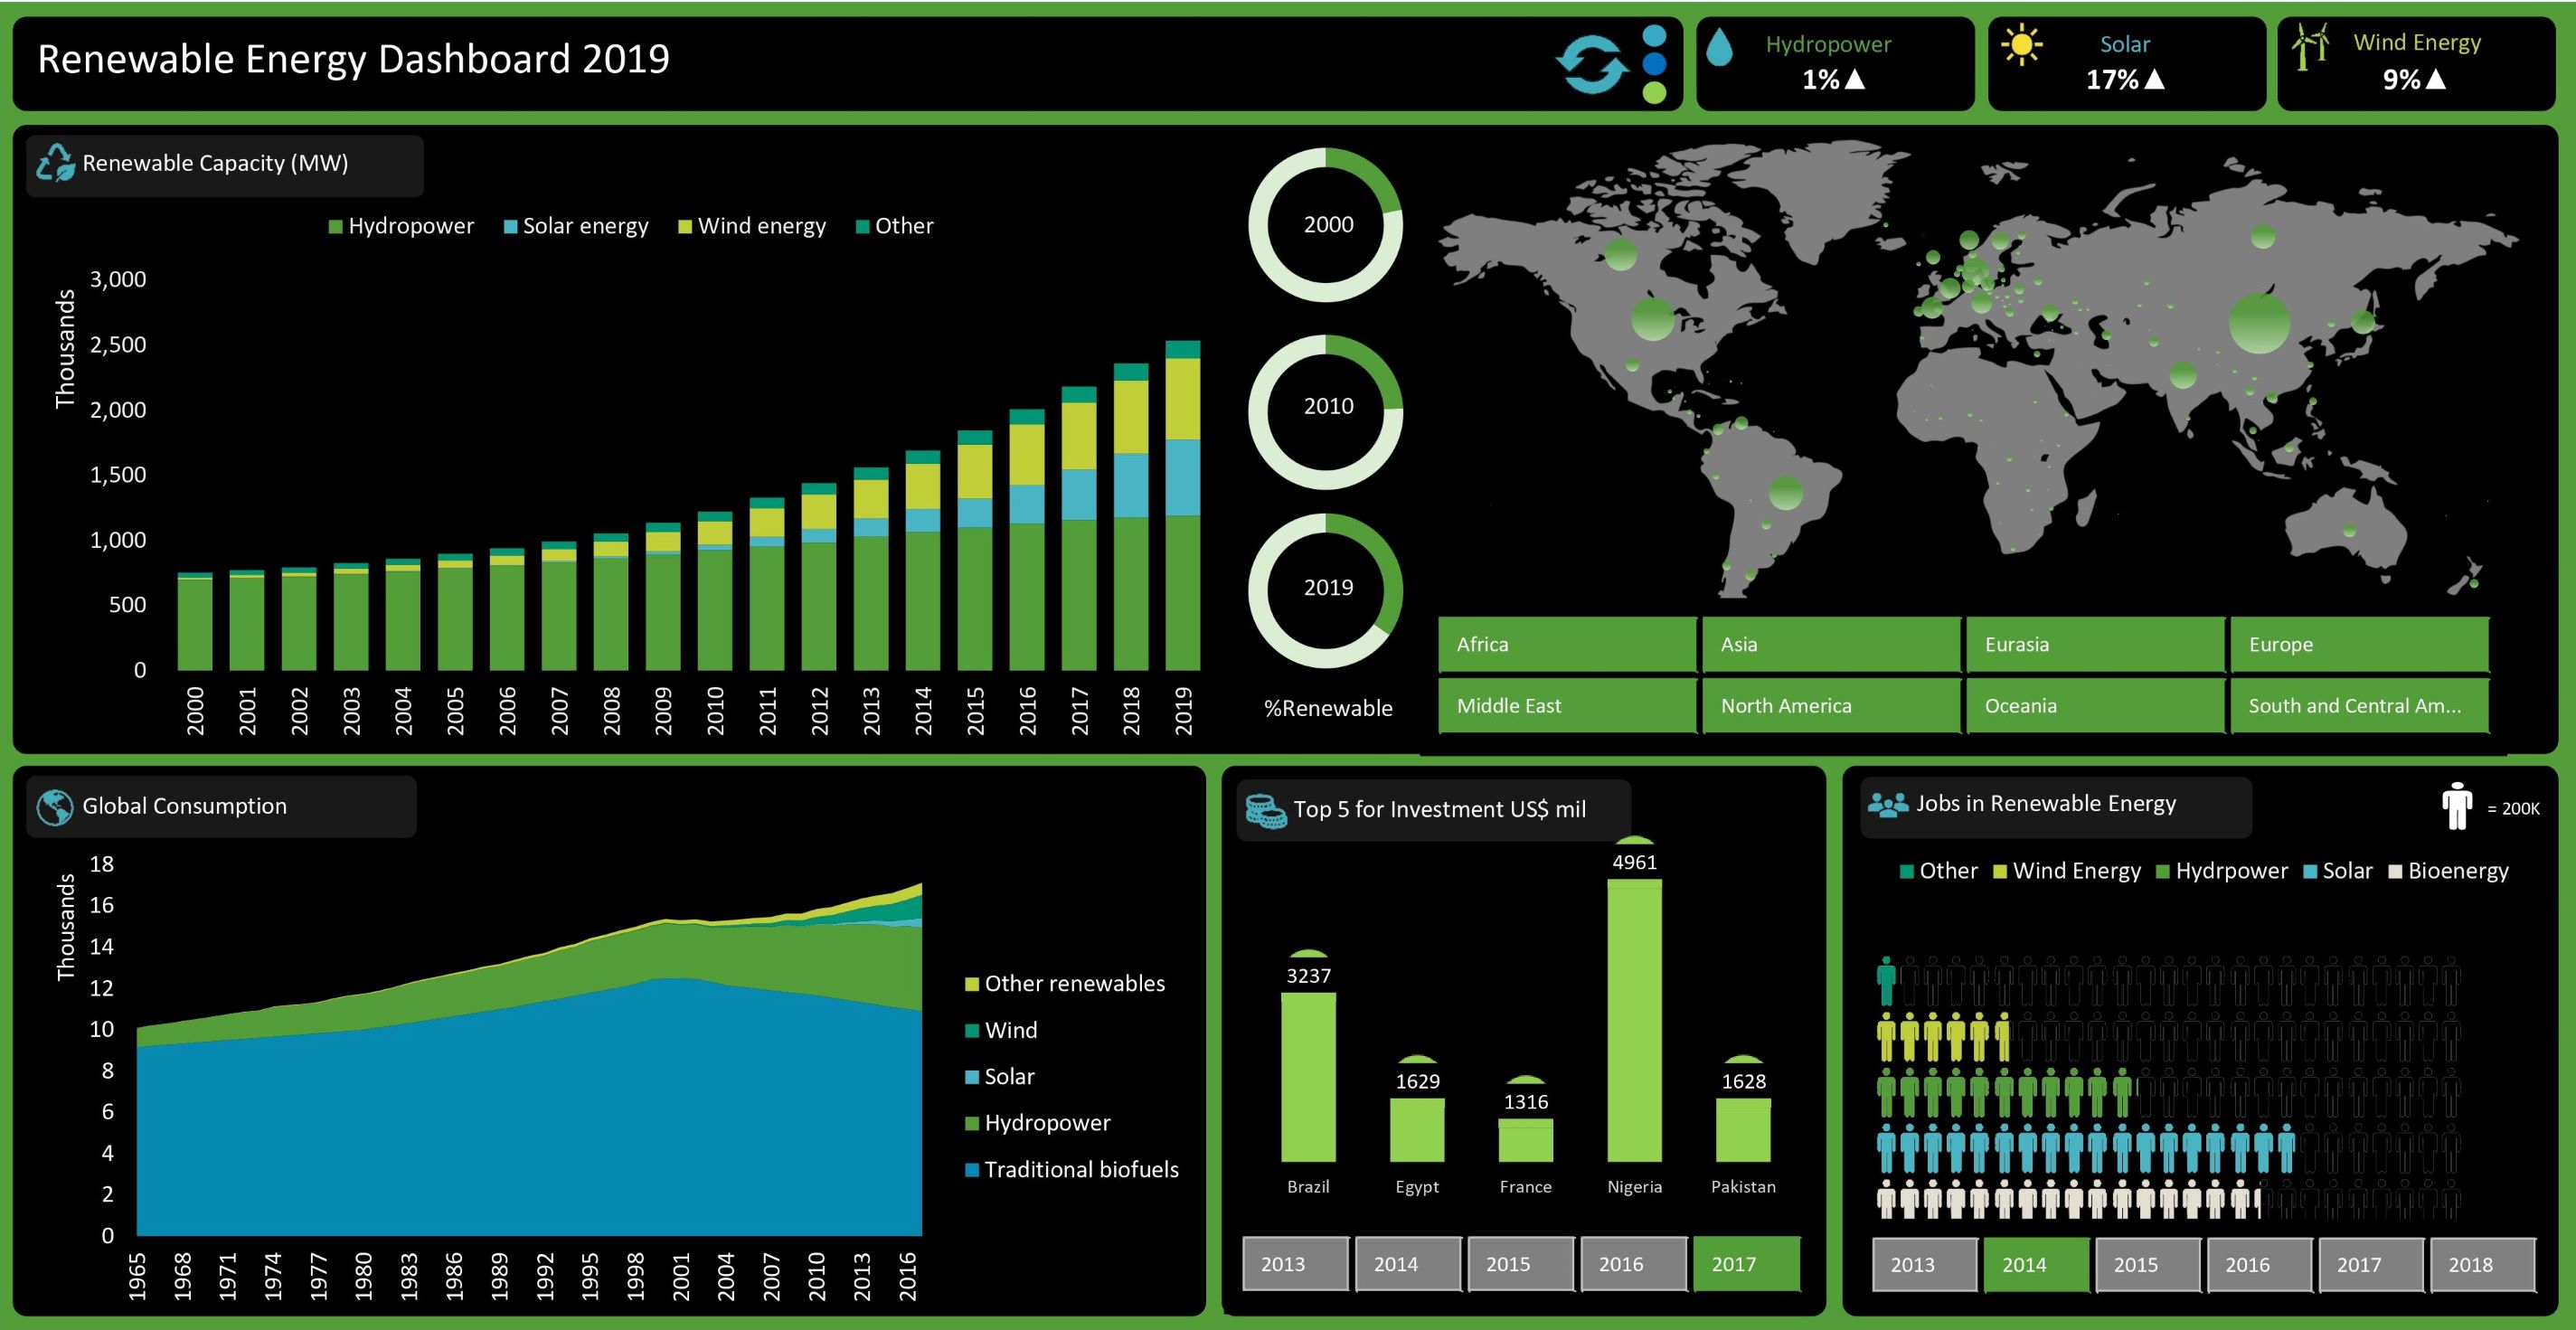 Renewable Energy Dashboard 2019
Hydropower
1%▲
Solar
17%▲
Wind Energy
9%▲
Renewable Capacity (MW)
Hydropower Solar energy Wind energy Other
Thousands
3,000
2,500
2,000
1,500
1,000
500
0
2000 2001 2002 2003 2004 2005 2006 2007 2008 2009 2010 2011 2012 2013 2014 2015 2016 2017 2018 2019
2000
2010
2019
%Renewable
Africa Asia Eurasia Europe
Middle East North America Oceania South and Central Am...
Global Consumption
Thousands
18
16
14
12
10
8
6
4
2
0
1965 1968 1971 1974 1977 1980 1983 1986 1989 1992 1995 1998 2001 2004 2007 2010 2013 2016
Other renewables
Wind
Solar
Hydropower
Traditional biofuels
Top 5 for Investment US$ mil
3237 1629 1316 4961 1628
Brazil Egypt France Nigeria Pakistan
2013 2014 2015 2016 2017
Jobs in Renewable Energy
= 200K
Other Wind Energy Hydrpower Solar Bioenergy
2013 2014 2015 2016 2017 2018